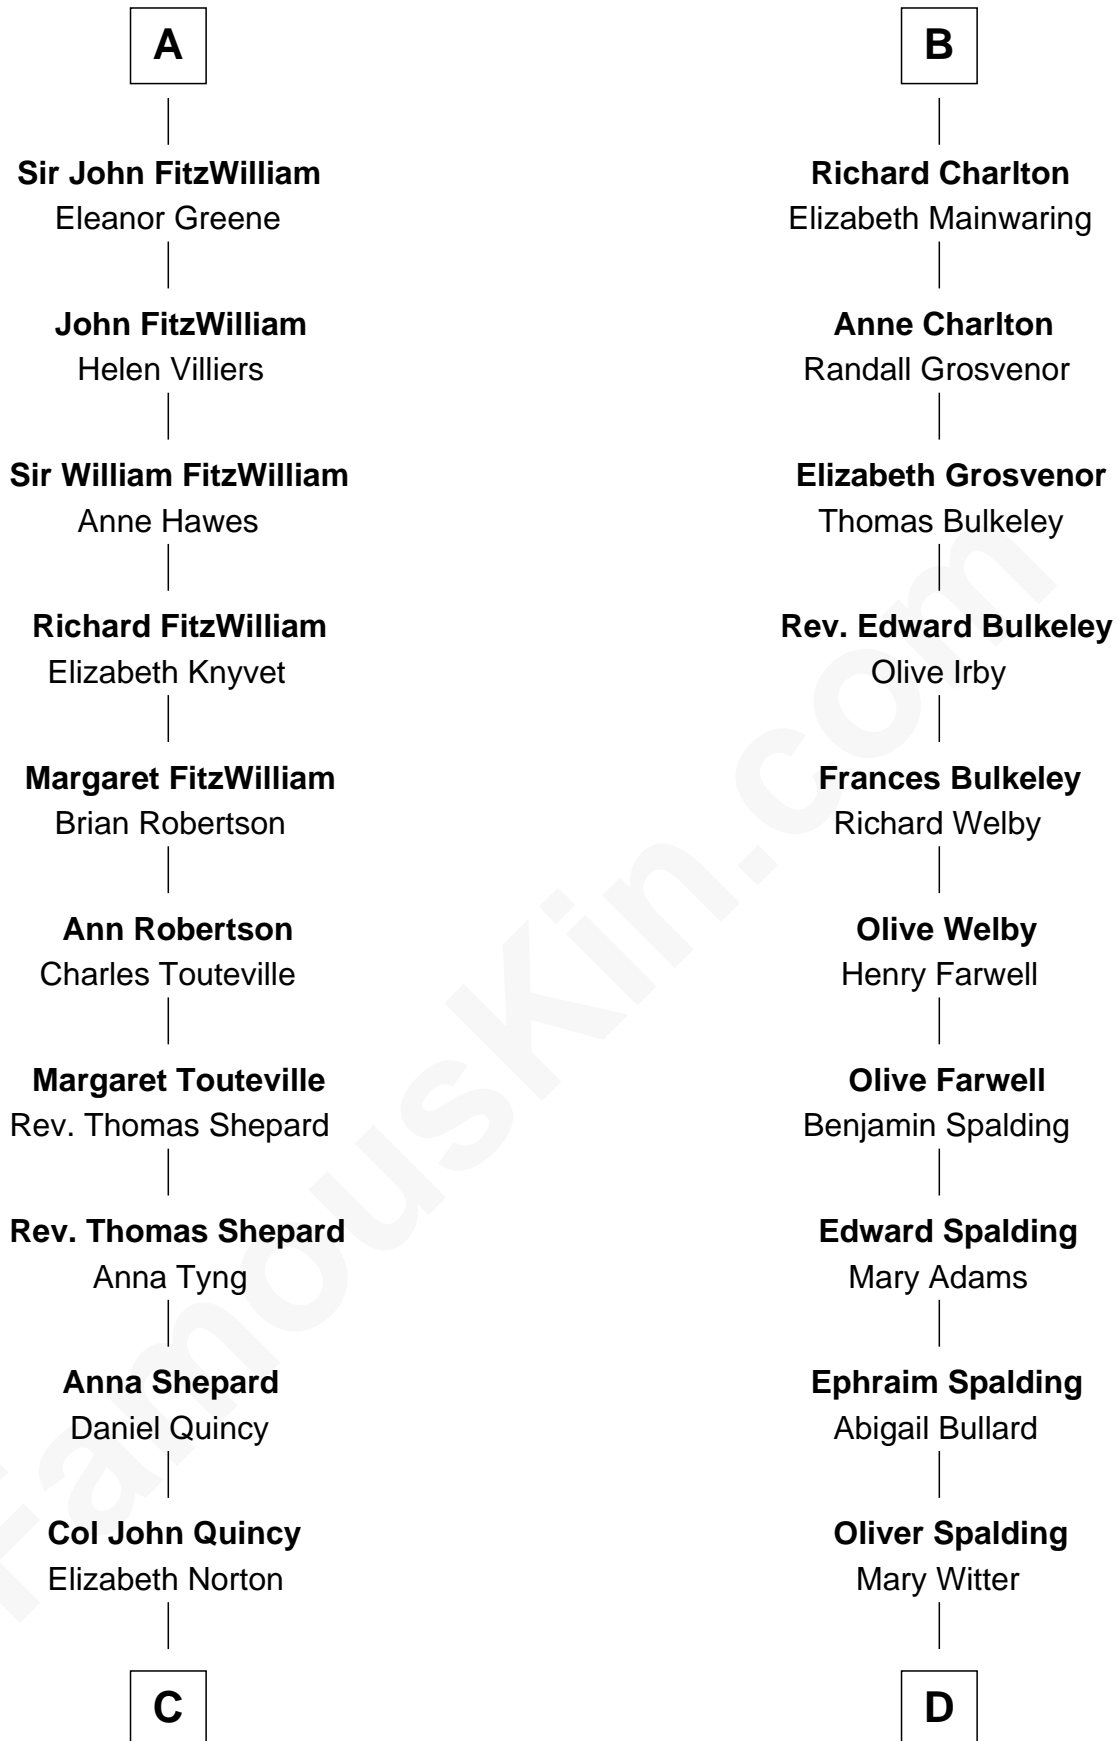 A
Sir John FitzWilliam
Eleanor Greene
John FitzWilliam
Helen Villiers
Sir William FitzWilliam
Anne Hawes
Richard FitzWilliam
Elizabeth Knyvet
Margaret FitzWilliam
Brian Robertson
Ann Robertson
Charles Touteville
Margaret Touteville
Rev. Thomas Shepard
Rev. Thomas Shepard
Anna Tyng
Anna Shepard
Daniel Quincy
Col John Quincy
Elizabeth Norton
C
B
Richard Charlton
Elizabeth Mainwaring
Anne Charlton
Randall Grosvenor
Elizabeth Grosvenor
Thomas Bulkeley
Rev. Edward Bulkeley
Olive Irby
Frances Bulkeley
Richard Welby
Olive Welby
Henry Farwell
Olive Farwell
Benjamin Spalding
Edward Spalding
Mary Adams
Ephraim Spalding
Abigail Bullard
Oliver Spalding
Mary Witter
D
FamousKin.com